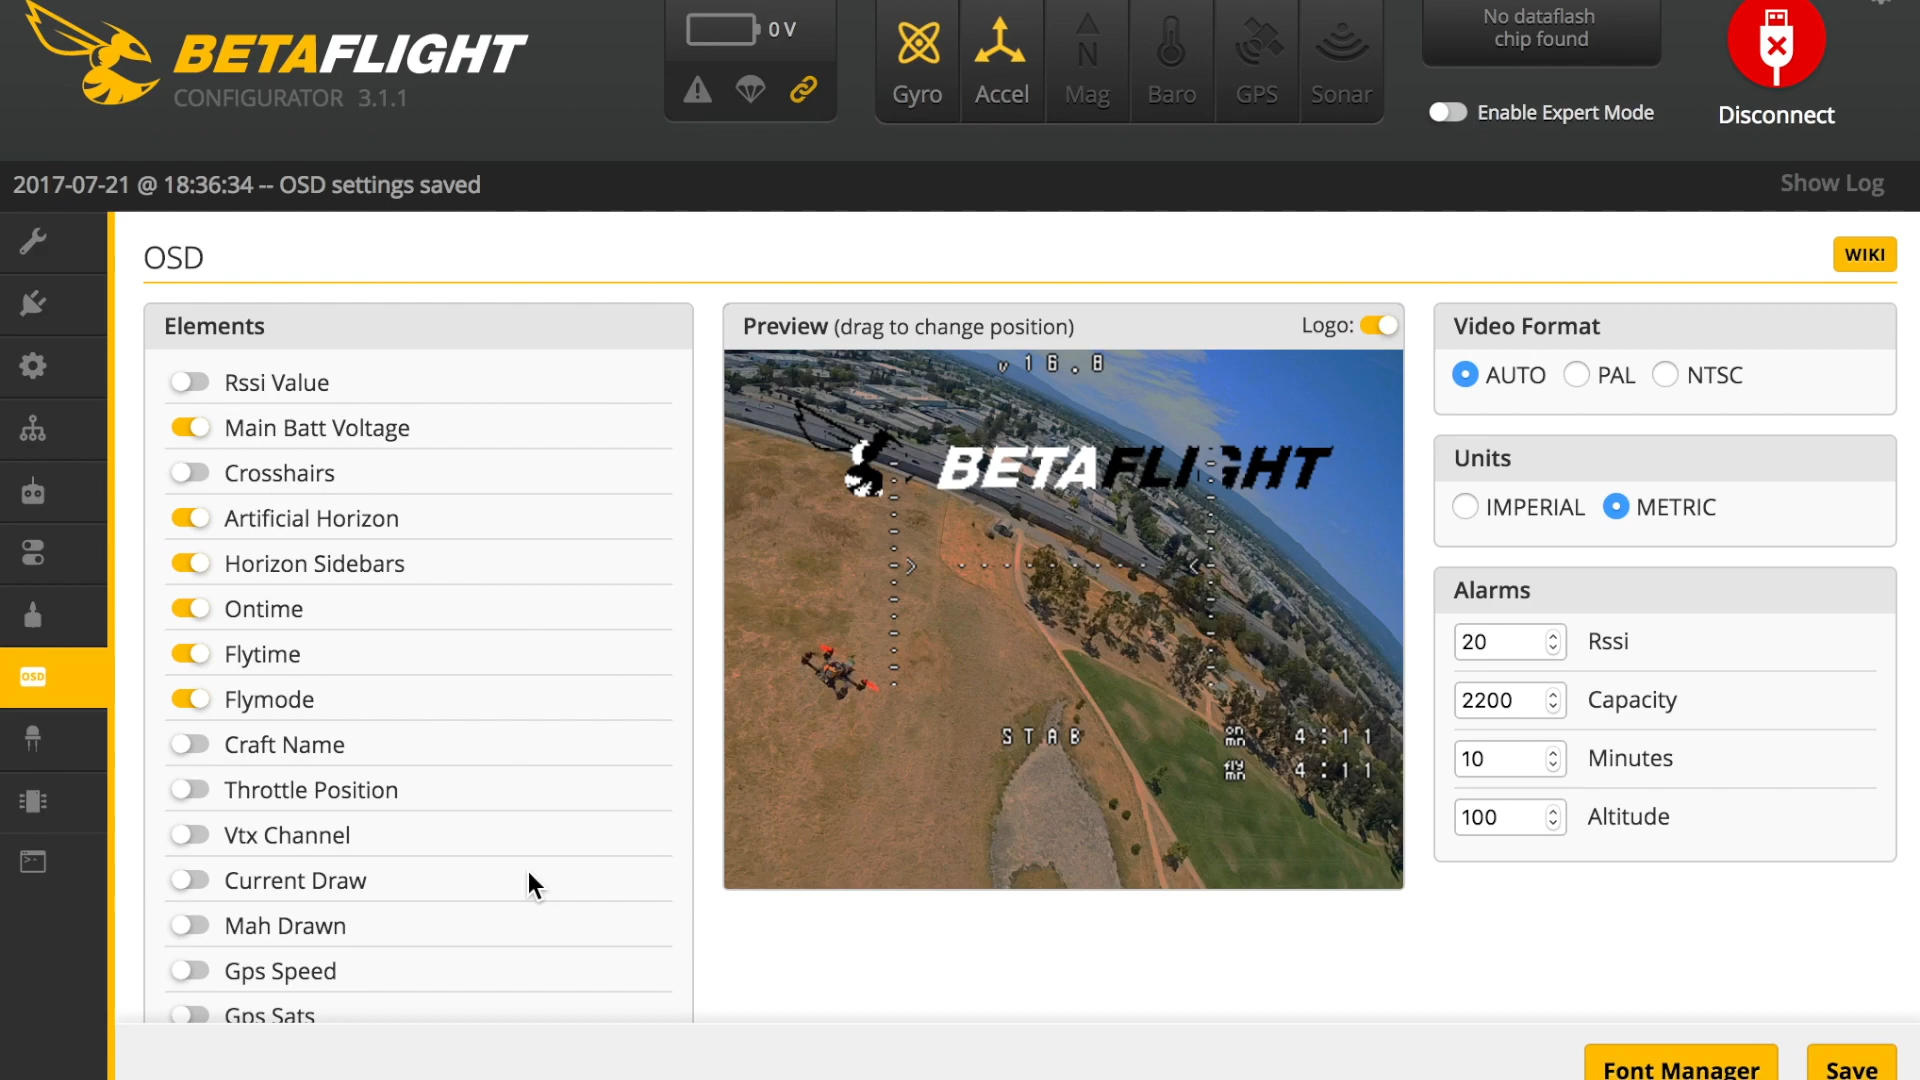 BETAFLIGHT
CONFIGURATOR 3.1.1
0 V
Gyro
Accel
N
Mag
Baro
GPS
Sonar
No dataflash
chip found
Enable Expert Mode
Disconnect
2017-07-21 @ 18:36:34 -- OSD settings saved
Show Log
OSD
WIKI
OSD
Elements
Rssi Value
Main Batt Voltage
Crosshairs
Artificial Horizon
Horizon Sidebars
Ontime
Flytime
Flymode
Craft Name
Throttle Position
Vtx Channel
Current Draw
Mah Drawn
Gps Speed
Gps Sats
Preview (drag to change position)
Logo:
v 16.8
BETAFLIGHT
STAB
on
mn 4:11
fly
mn 4:11
Video Format
AUTO PAL NTSC
Units
IMPERIAL METRIC
Alarms
20 Rssi
2200 Capacity
10 Minutes
100 Altitude
Font Manager
Save